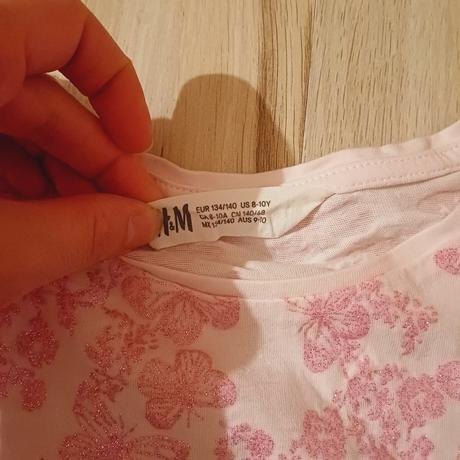 H&M
EUR 134/140 US 8-10Y
CA 8-10A CN 140/68
MX 134/140 AUS 9-10